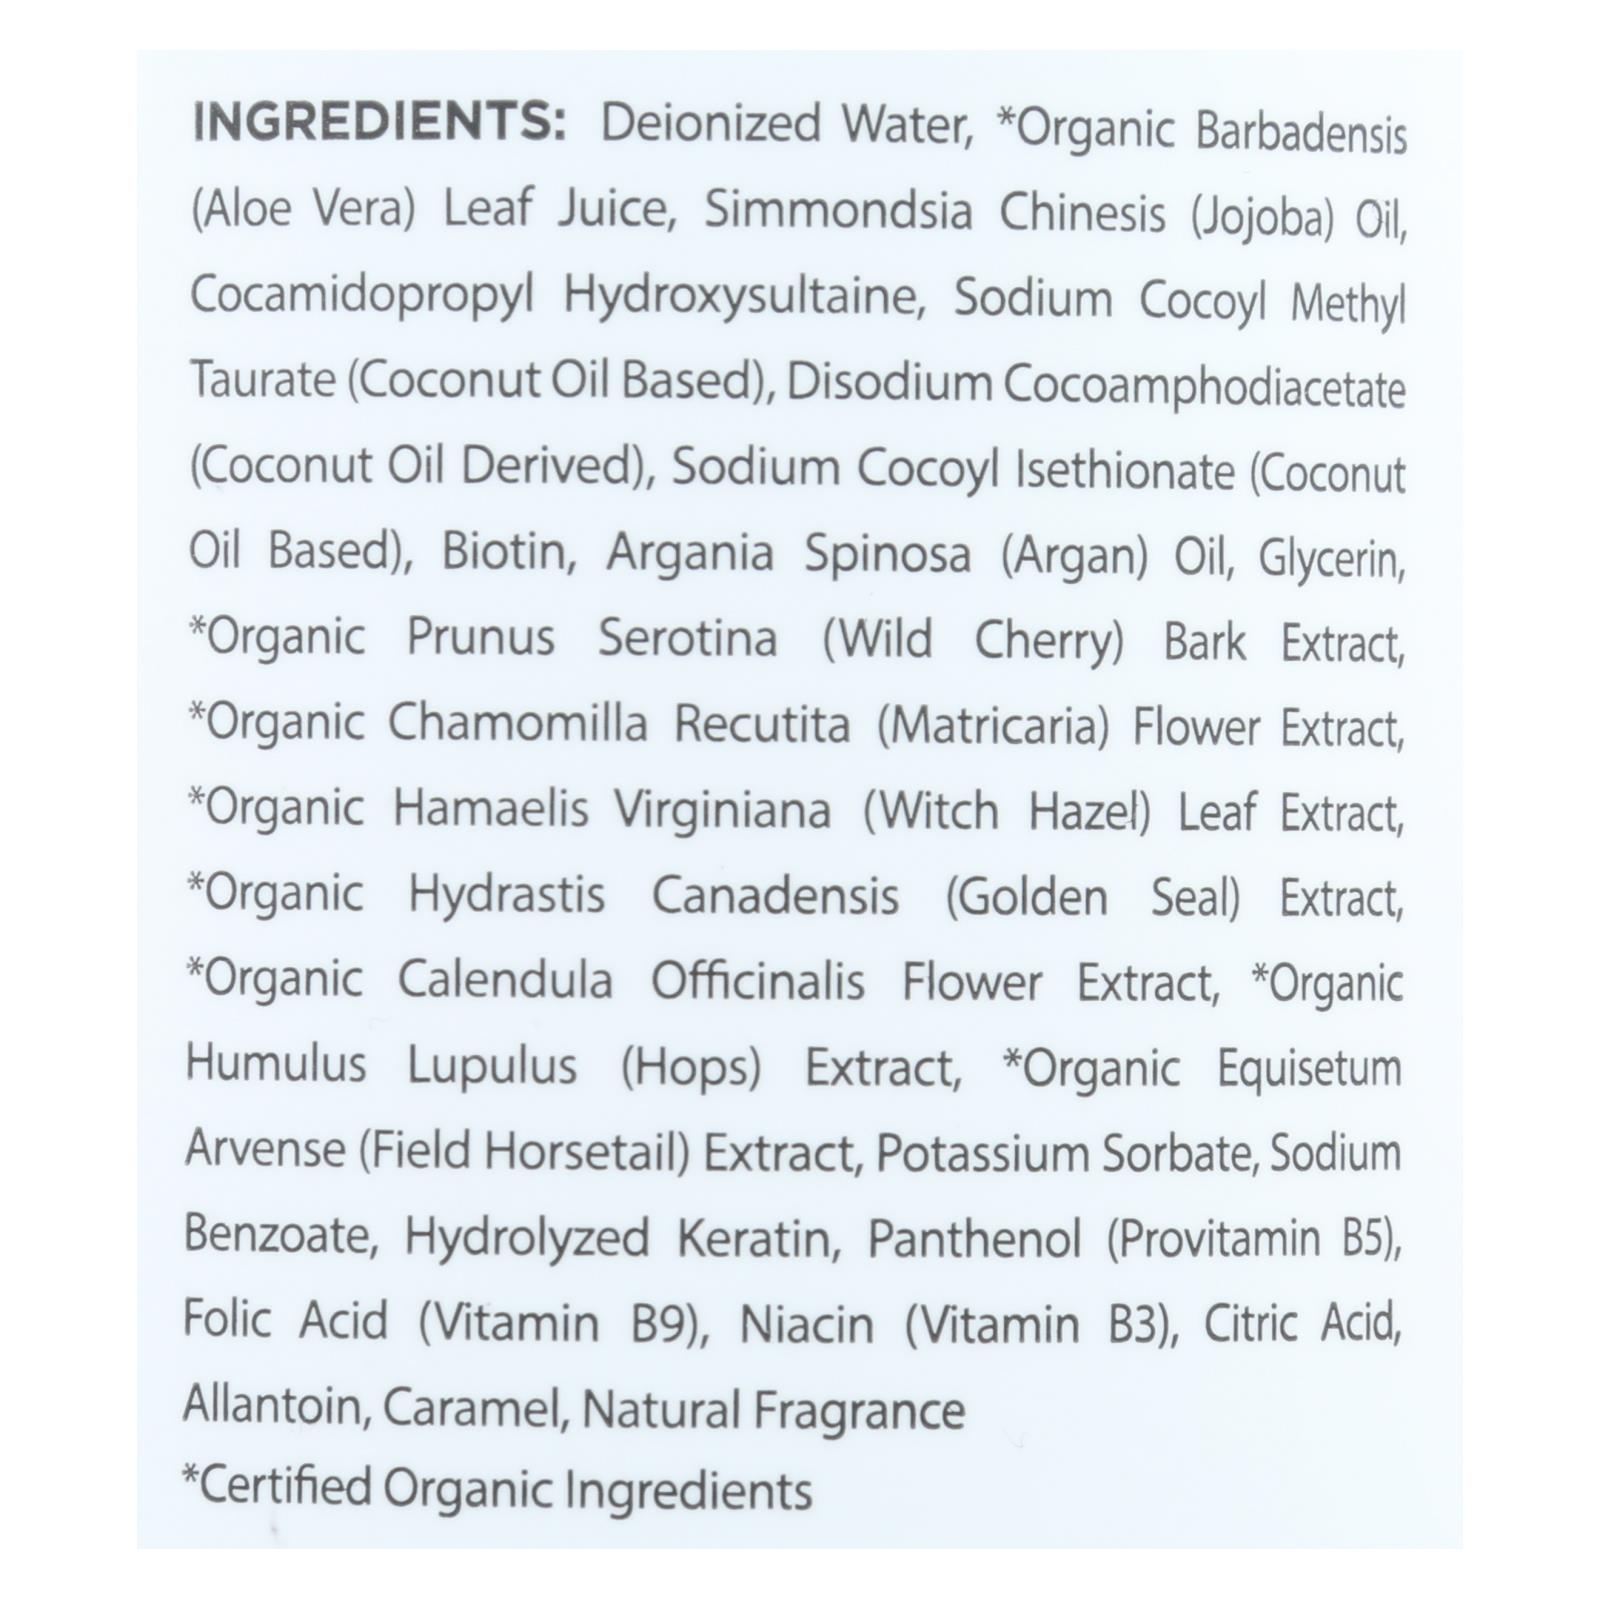 INGREDIENTS: Deionized Water, *Organic Barbadensis
(Aloe Vera) Leaf Juice, Simmondsia Chinesis (Jojoba) Oil,
Cocamidopropyl Hydroxysultaine, Sodium Cocoyl Methyl
Taurate (Coconut Oil Based), Disodium Cocoamphodiacetate
(Coconut Oil Derived), Sodium Cocoyl Isethionate (Coconut
Oil Based), Biotin, Argania Spinosa (Argan) Oil, Glycerin,
*Organic Prunus Serotina (Wild Cherry) Bark Extract,
*Organic Chamomilla Recutita (Matricaria) Flower Extract,
*Organic Hamaelis Virginiana (Witch Hazel) Leaf Extract,
*Organic Hydrastis Canadensis (Golden Seal) Extract,
*Organic Calendula Officinalis Flower Extract, *Organic
Humulus Lupulus (Hops) Extract, *Organic Equisetum
Arvense (Field Horsetail) Extract, Potassium Sorbate, Sodium
Benzoate, Hydrolyzed Keratin, Panthenol (Provitamin B5),
Folic Acid (Vitamin B9), Niacin (Vitamin B3), Citric Acid,
Allantoin, Caramel, Natural Fragrance
*Certified Organic Ingredients